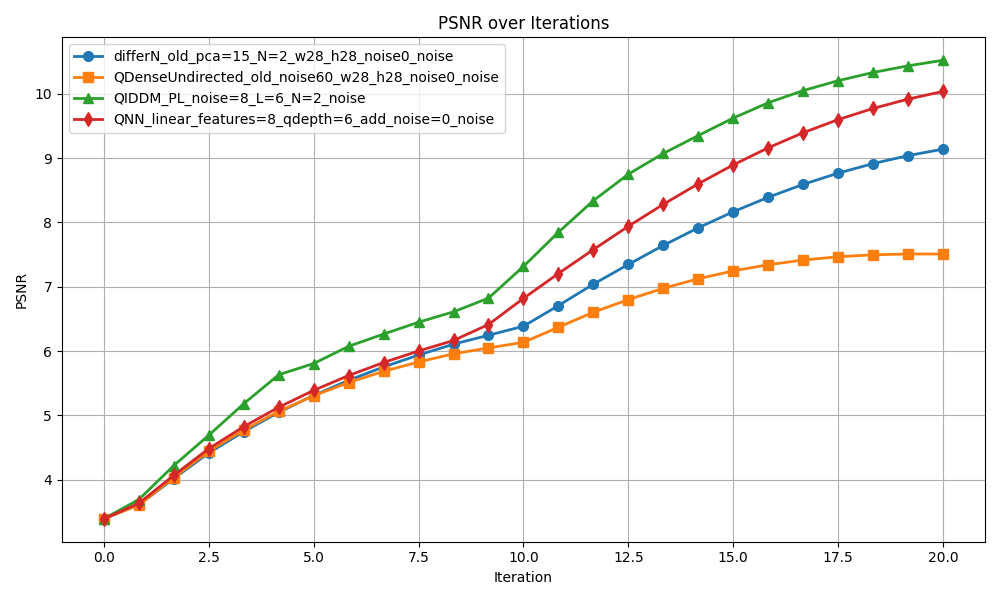 PSNR over Iterations
differN_old_pca=15_N=2_w28_h28_noise0_noise
QDenseUndirected_old_noise60_w28_h28_noise0_noise
QIDDM_PL_noise=8_L=6_N=2_noise
QNN_linear_features=8_qdepth=6_add_noise=0_noise
PSNR
10
9
8
7
6
5
4
0.0 2.5 5.0 7.5 10.0 12.5 15.0 17.5 20.0
Iteration